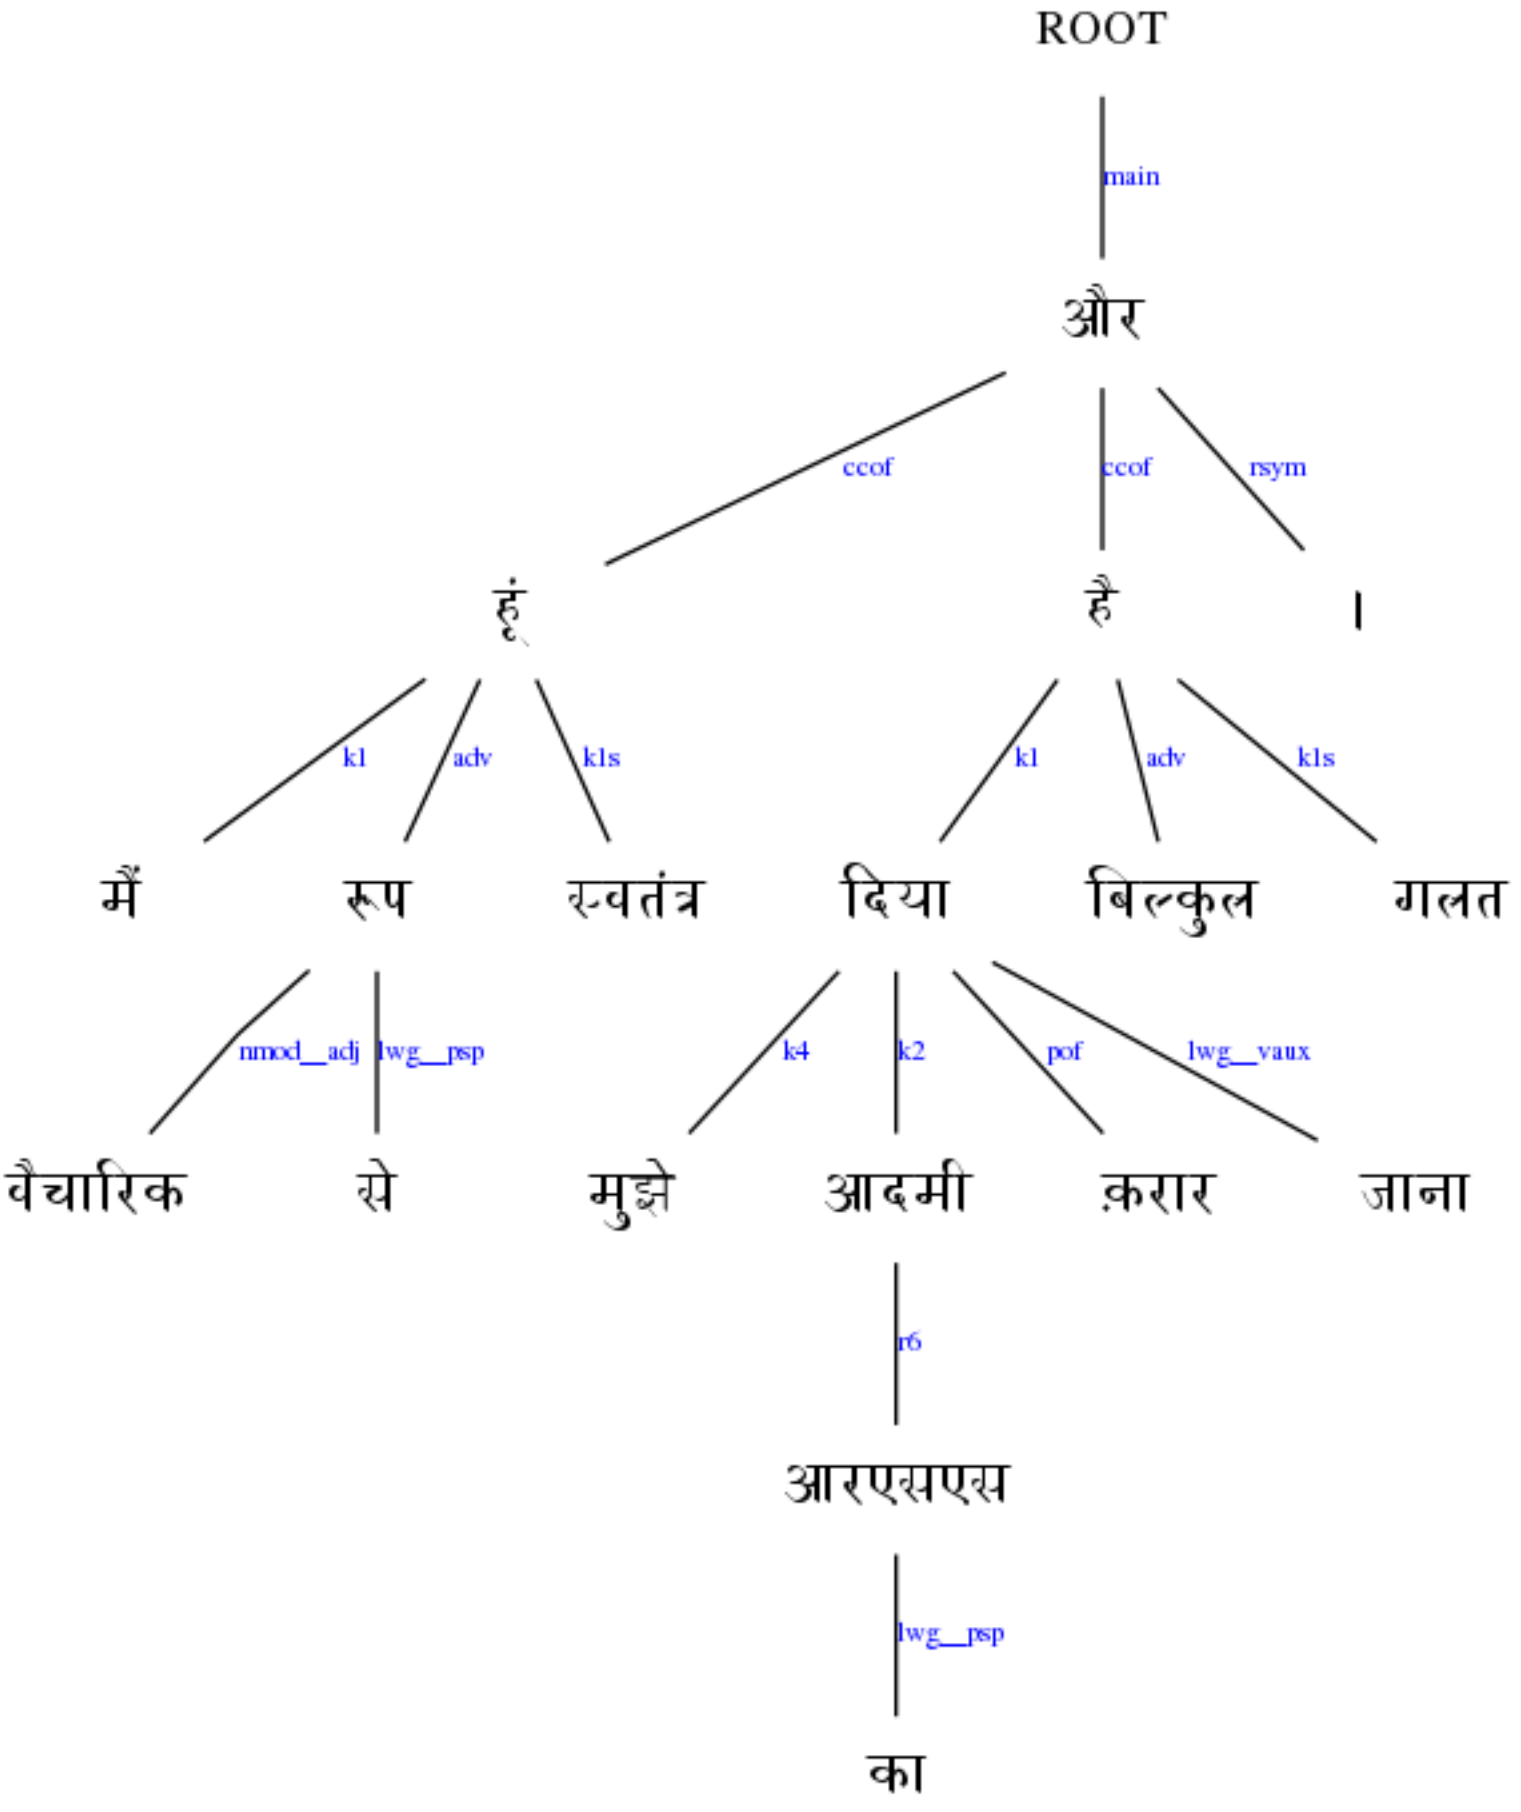 ROOT
main
और
ccof ccof rsym
हूं है ।
k1 adv k1s k1 adv k1s
मैं रूप स्वतंत्र दिया बिल्कुल गलत
nmod__adj lwg__psp k4 k2 pof lwg__vaux
वैचारिक से मुझे आदमी क़रार जाना
r6
आरएसएस
lwg__psp
का